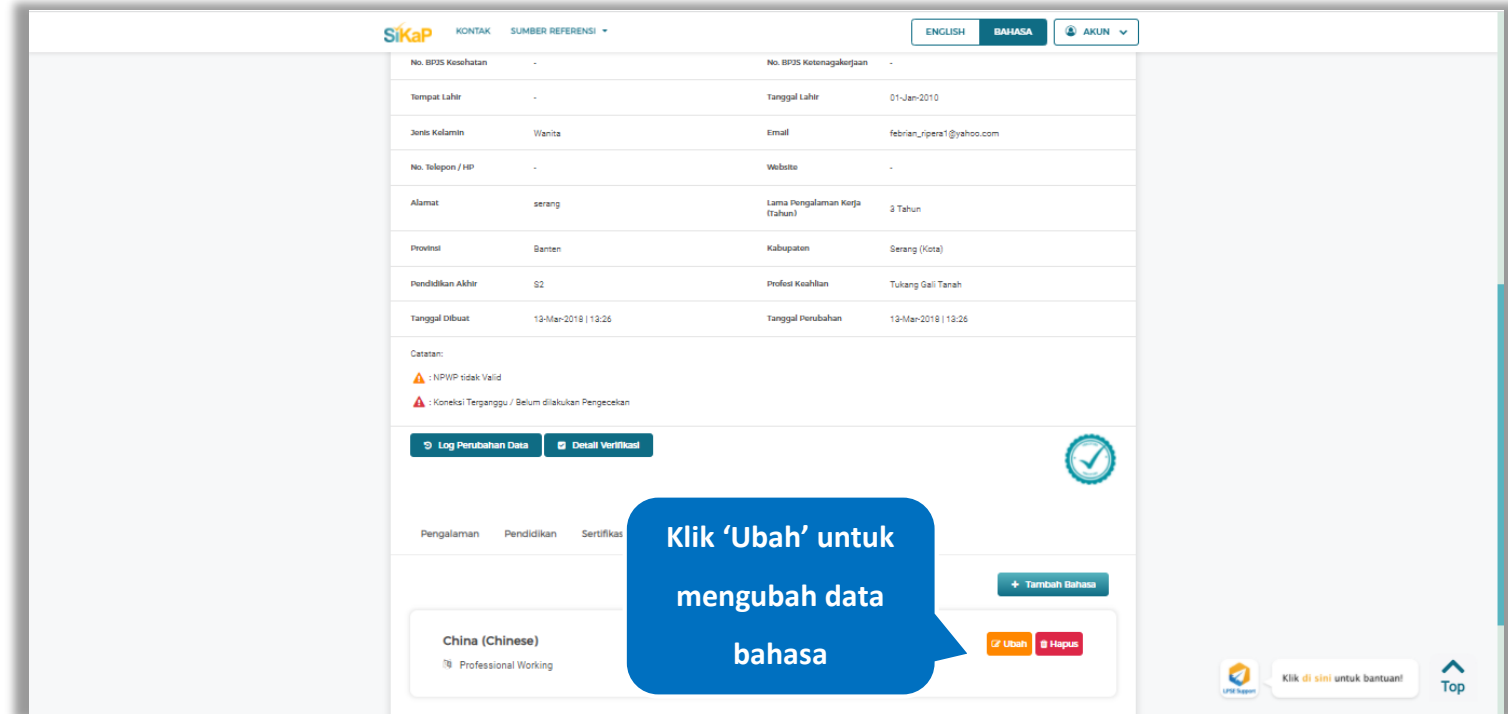 SiKaP KONTAK SUMBER REFERENSI ENGLISH BAHASA AKUN
No. BPJS Kesehatan - No. BPJS Ketenagakerjaan -
Tempat Lahir - Tanggal Lahir 01-Jan-2010
Jenis Kelamin Wanita Email febrian_ripera1@yahoo.com
No. Telepon / HP - Website -
Alamat serang Lama Pengalaman Kerja (Tahun) 3 Tahun
Provinsi Banten Kabupaten Serang (Kota)
Pendidikan Akhir S2 Profesi Keahlian Tukang Gali Tanah
Tanggal Dibuat 13-Mar-2018 | 13:26 Tanggal Perubahan 13-Mar-2018 | 13:26
Catatan:
: NPWP tidak Valid
: Koneksi Terganggu / Belum dilakukan Pengecekan
Log Perubahan Data Detail Verifikasi
Pengalaman Pendidikan Sertifikas
Klik ‘Ubah’ untuk
mengubah data
bahasa
+ Tambah Bahasa
China (Chinese)
Professional Working
Ubah Hapus
LPSE Support
Klik di sini untuk bantuan!
Top